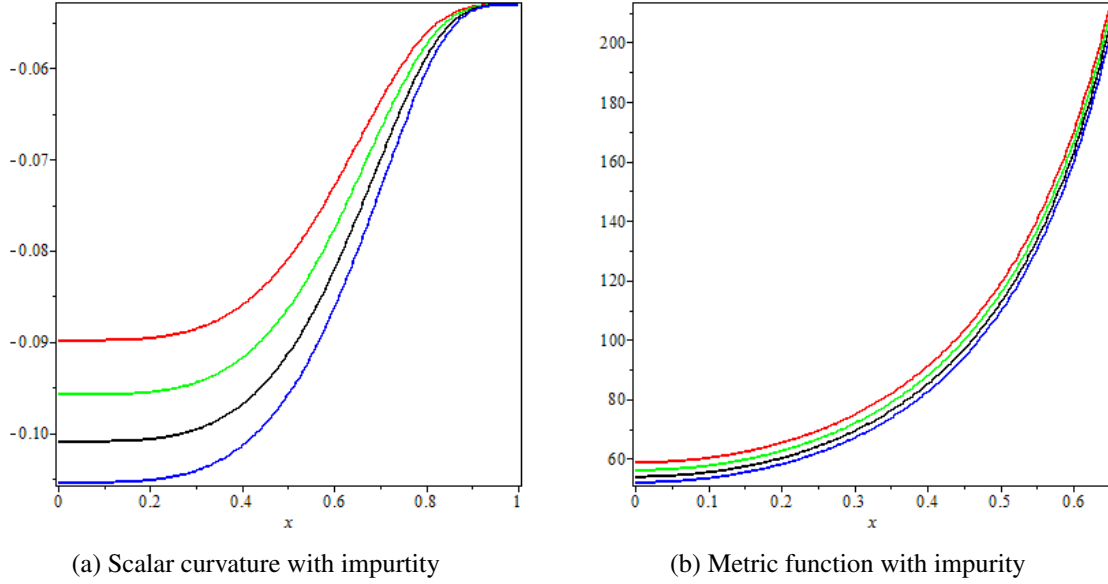 -0.06
-0.07
-0.08
-0.09
-0.10
0 0.2 0.4 0.6 0.8 1
x
200
180
160
140
120
100
80
60
0 0.1 0.2 0.3 0.4 0.5 0.6
x
(a) Scalar curvature with impurtity
(b) Metric function with impurity